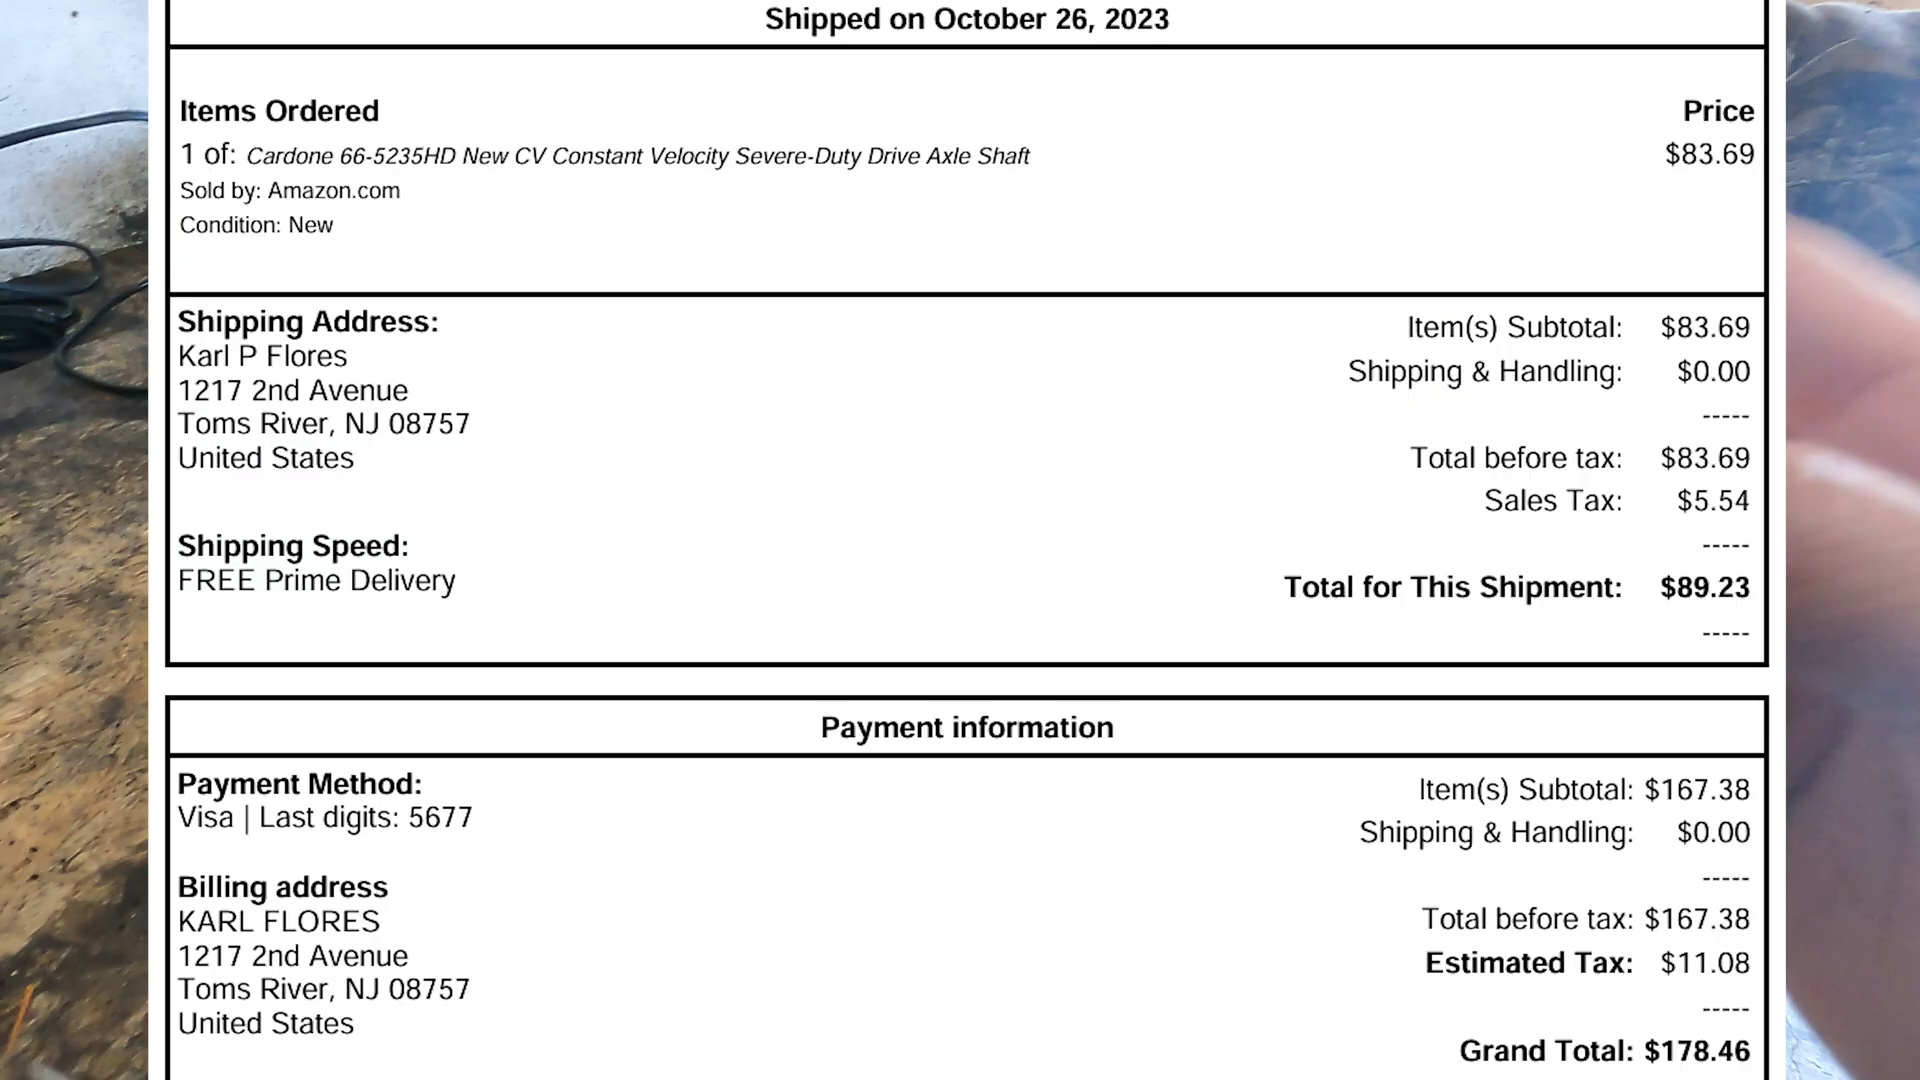 Shipped on October 26, 2023
Items Ordered Price
1 of: Cardone 66-5235HD New CV Constant Velocity Severe-Duty Drive Axle Shaft $83.69
Sold by: Amazon.com
Condition: New
Shipping Address:
Karl P Flores
1217 2nd Avenue
Toms River, NJ 08757
United States
Shipping Speed:
FREE Prime Delivery
Item(s) Subtotal: $83.69
Shipping & Handling: $0.00
-----
Total before tax: $83.69
Sales Tax: $5.54
-----
Total for This Shipment: $89.23
-----
Payment information
Payment Method:
Visa | Last digits: 5677
Billing address
KARL FLORES
1217 2nd Avenue
Toms River, NJ 08757
United States
Item(s) Subtotal: $167.38
Shipping & Handling: $0.00
-----
Total before tax: $167.38
Estimated Tax: $11.08
-----
Grand Total: $178.46